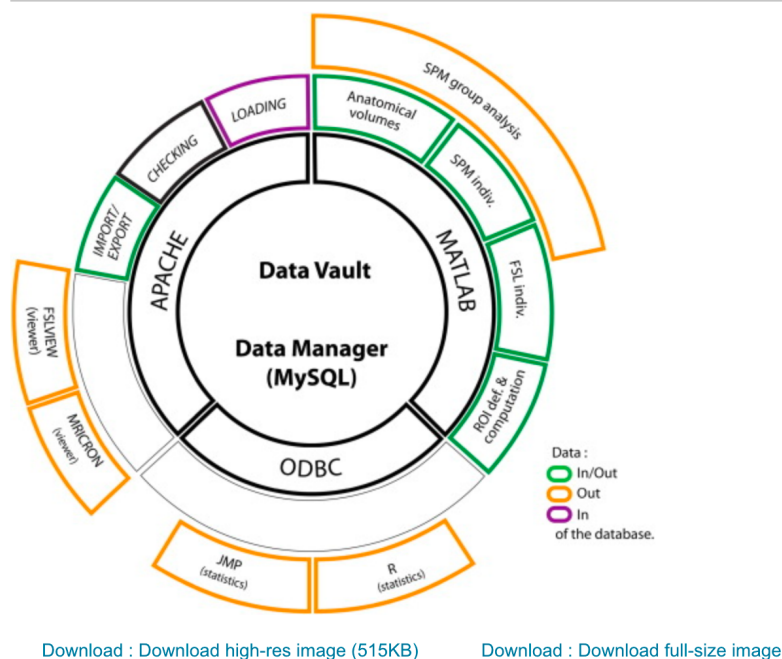 SPM group analysis
Anatomical
volumes
SPM indiv.
FSL indiv.
ROI def. &
computation
LOADING
CHECKING
IMPORT/
EXPORT
APACHE
MATLAB
ODBC
Data Vault
Data Manager
(MySQL)
FSLVIEW
(viewer)
MRICRON
(viewer)
JMP
(statistics)
R
(statistics)
Data :
In/Out
Out
In
of the database.
Download : Download high-res image (515KB)
Download : Download full-size image